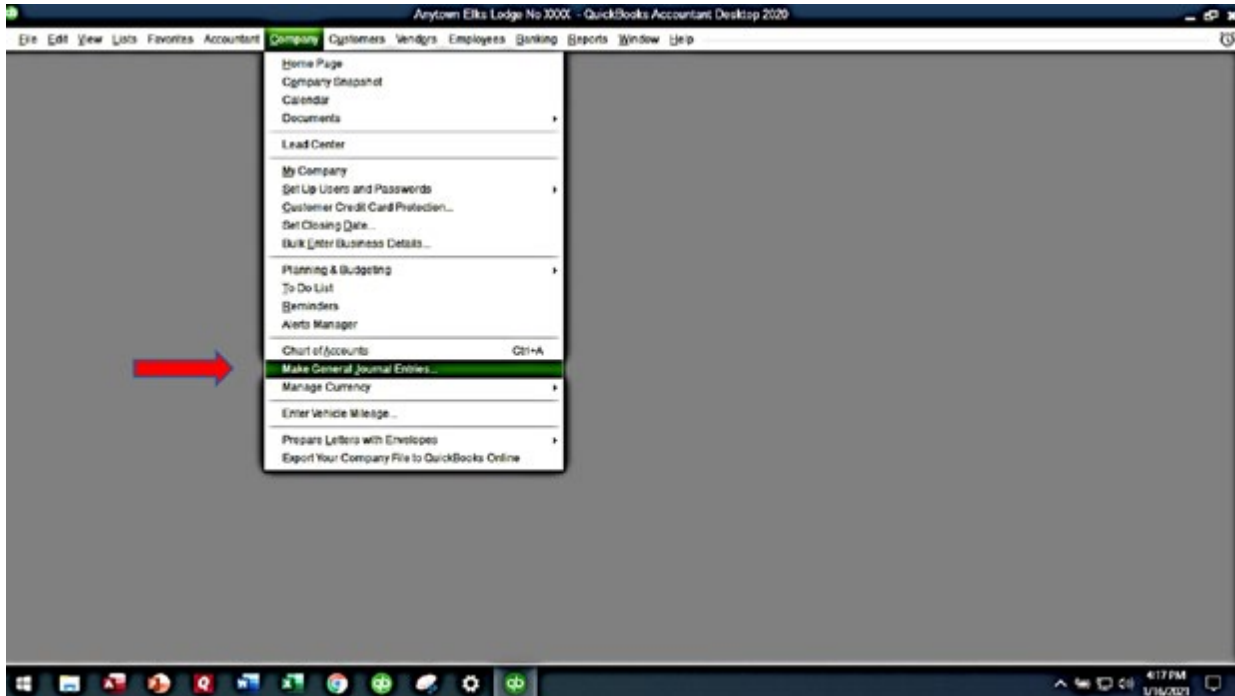 Anytown Elks Lodge No XXXX - QuickBooks Accountant Desktop 2020
File Edit View Lists Favorites Accountant Company Customers Vendors Employees Banking Reports Window Help
Home Page
Company Snapshot
Calendar
Documents
Lead Center
My Company
Set Up Users and Passwords
Customer Credit Card Protection...
Set Closing Date...
Bulk Enter Business Details...
Planning & Budgeting
To Do List
Reminders
Alerts Manager
Chart of Accounts Ctrl+A
Make General Journal Entries...
Manage Currency
Enter Vehicle Mileage...
Prepare Letters with Envelopes
Export Your Company File to QuickBooks Online
4:17 PM
1/16/2021